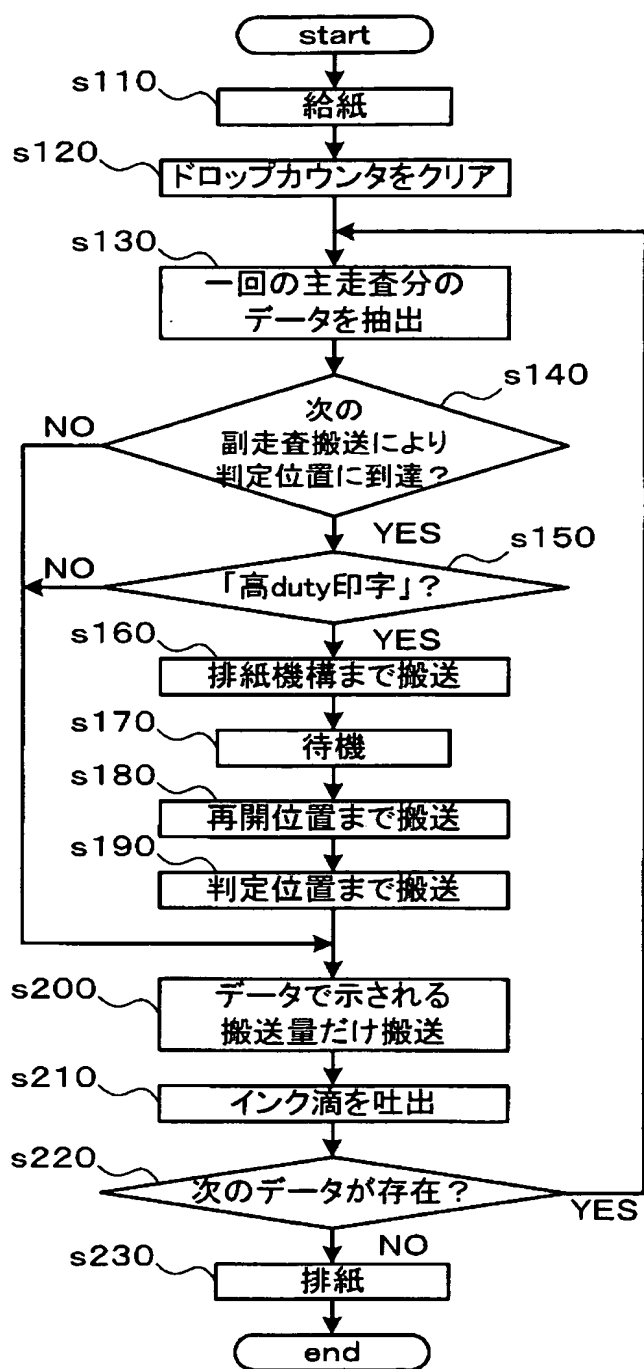 start
s110
給紙
s120
ドロップカウンタをクリア
s130
一回の主走査分の
データを抽出
s140
次の
副走査搬送により
判定位置に到達？
NO
YES
s150
「高duty印字」？
NO
YES
s160
排紙機構まで搬送
s170
待機
s180
再開位置まで搬送
s190
判定位置まで搬送
s200
データで示される
搬送量だけ搬送
s210
インク滴を吐出
s220
次のデータが存在？
YES
NO
s230
排紙
end